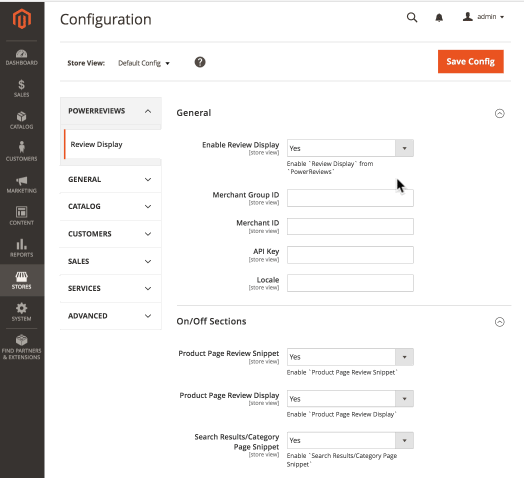 Configuration
admin
Store View:
Default Config
?
Save Config
DASHBOARD
$
SALES
CATALOG
CUSTOMERS
MARKETING
CONTENT
REPORTS
STORES
SYSTEM
FIND PARTNERS
& EXTENSIONS
POWERREVIEWS
Review Display
GENERAL
CATALOG
CUSTOMERS
SALES
SERVICES
ADVANCED
General
Enable Review Display
[store view]
Yes
Enable `Review Display` from
`PowerReviews`
Merchant Group ID
[store view]
Merchant ID
[store view]
API Key
[store view]
Locale
[store view]
On/Off Sections
Product Page Review Snippet
[store view]
Yes
Enable `Product Page Review Snippet`
Product Page Review Display
[store view]
Yes
Enable `Product Page Review Display`
Search Results/Category
Page Snippet
[store view]
Yes
Enable `Search Results/Category Page
Snippet`